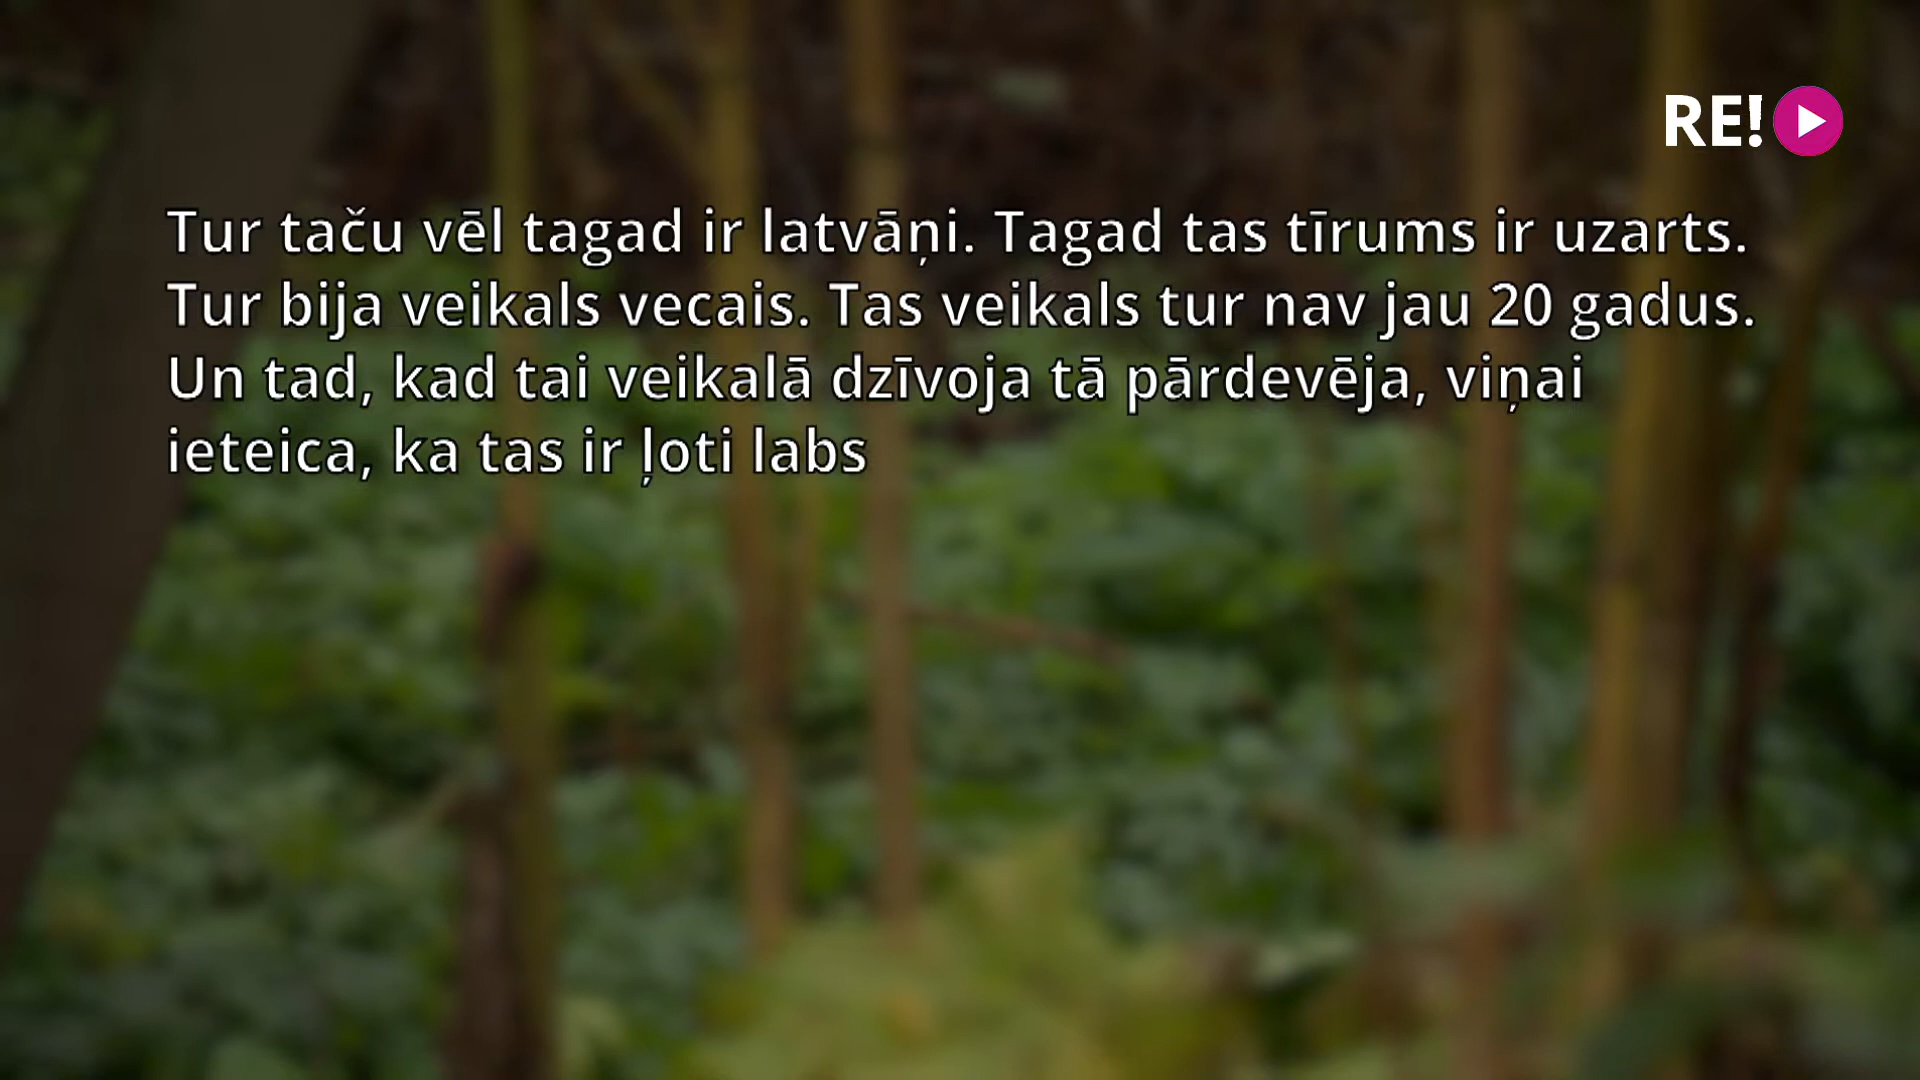 RE!
Tur taču vēl tagad ir latvāņi. Tagad tas tīrums ir uzarts.
Tur bija veikals vecais. Tas veikals tur nav jau 20 gadus.
Un tad, kad tai veikalā dzīvoja tā pārdevēja, viņai
ieteica, ka tas ir ļoti labs